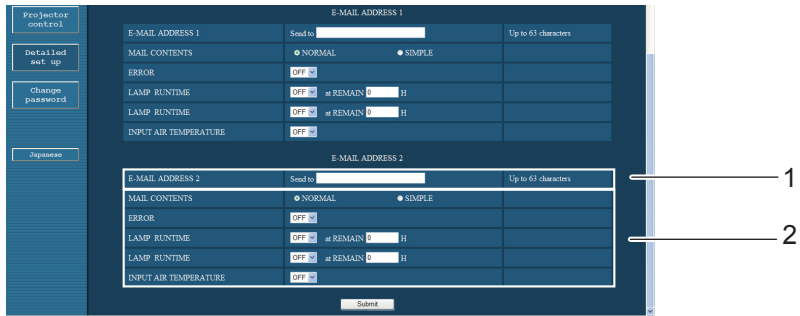 Projector
control
Detailed
set up
Change
password
Japanese
E-MAIL ADDRESS 1
E-MAIL ADDRESS 1 Send to Up to 63 characters
MAIL CONTENTS NORMAL SIMPLE
ERROR OFF
LAMP RUNTIME OFF at REMAIN 0 H
LAMP RUNTIME OFF at REMAIN 0 H
INPUT AIR TEMPERATURE OFF
E-MAIL ADDRESS 2
E-MAIL ADDRESS 2 Send to Up to 63 characters 1
MAIL CONTENTS NORMAL SIMPLE
ERROR OFF
LAMP RUNTIME OFF at REMAIN 0 H 2
LAMP RUNTIME OFF at REMAIN 0 H
INPUT AIR TEMPERATURE OFF
Submit